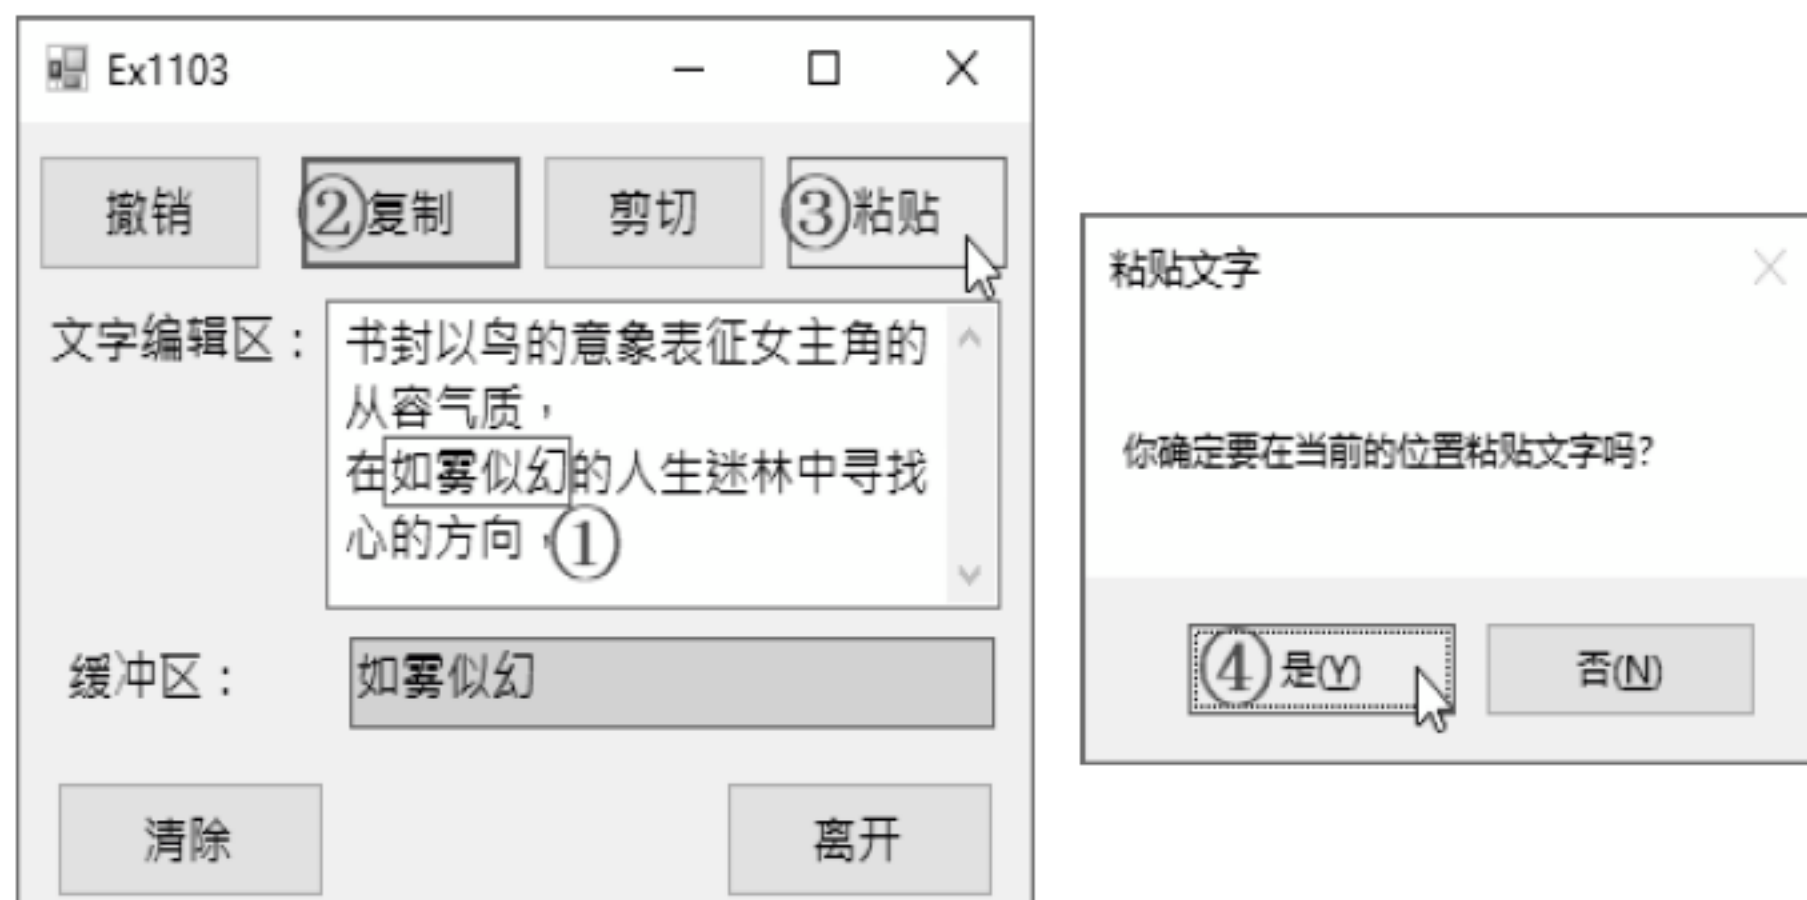 Ex1103
撤销
②复制
剪切
③粘贴
文字编辑区：
书封以鸟的意象表征女主角的
从容气质，
在如雾似幻的人生迷林中寻找
心的方向，
①
缓冲区：
如雾似幻
清除
离开
粘贴文字
你确定要在当前的位置粘贴文字吗?
④是(Y)
否(N)